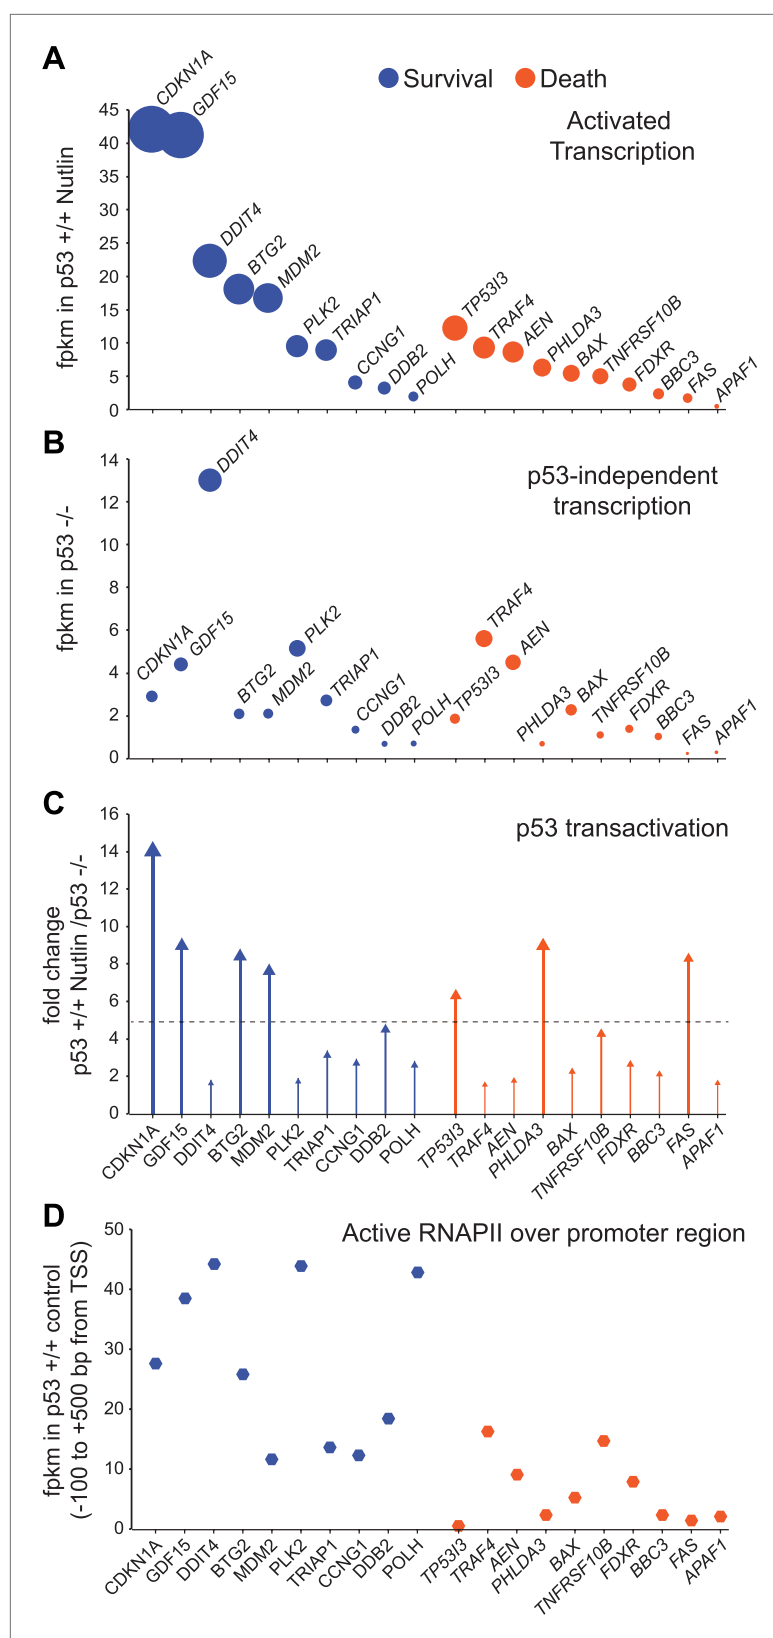 A
Survival
Death
Activated
Transcription
fpkm in p53 +/+ Nutlin
45
40
35
30
25
20
15
10
5
0
CDKN1A
GDF15
DDIT4
BTG2
MDM2
PLK2
TRIAP1
CCNG1
DDB2
POLH
TP53I3
TRAF4
AEN
PHLDA3
BAX
TNFRSF10B
FDXR
BBC3
FAS
APAF1
B
p53-independent
transcription
fpkm in p53 -/-
14
12
10
8
6
4
2
0
CDKN1A
GDF15
DDIT4
BTG2
MDM2
PLK2
TRIAP1
CCNG1
DDB2
POLH
TP53I3
TRAF4
AEN
PHLDA3
BAX
TNFRSF10B
FDXR
BBC3
FAS
APAF1
C
p53 transactivation
fold change
p53 +/+ Nutlin /p53 -/-
16
14
12
10
8
6
4
2
0
CDKN1A
GDF15
DDIT4
BTG2
MDM2
PLK2
TRIAP1
CCNG1
DDB2
POLH
TP53I3
TRAF4
AEN
PHLDA3
BAX
TNFRSF10B
FDXR
BBC3
FAS
APAF1
D
Active RNAPII over promoter region
fpkm in p53 +/+ control
(-100 to +500 bp from TSS)
50
40
30
20
10
0
CDKN1A
GDF15
DDIT4
BTG2
MDM2
PLK2
TRIAP1
CCNG1
DDB2
POLH
TP53I3
TRAF4
AEN
PHLDA3
BAX
TNFRSF10B
FDXR
BBC3
FAS
APAF1